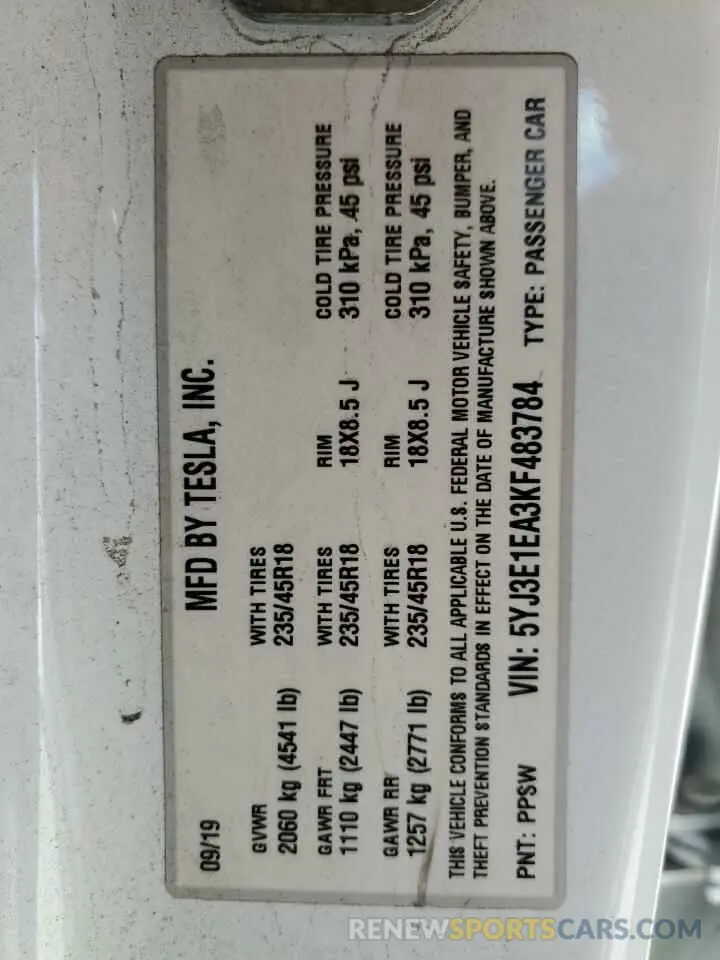 09/19 MFD BY TESLA, INC.
GVWR WITH TIRES
2060 kg (4541 lb) 235/45R18
GAWR FRT WITH TIRES RIM COLD TIRE PRESSURE
1110 kg (2447 lb) 235/45R18 18X8.5 J 310 kPa, 45 psi
GAWR RR WITH TIRES RIM COLD TIRE PRESSURE
1257 kg (2771 lb) 235/45R18 18X8.5 J 310 kPa, 45 psi
THIS VEHICLE CONFORMS TO ALL APPLICABLE U.S. FEDERAL MOTOR VEHICLE SAFETY, BUMPER, AND
THEFT PREVENTION STANDARDS IN EFFECT ON THE DATE OF MANUFACTURE SHOWN ABOVE.
PNT: PPSW VIN: 5YJ3E1EA3KF483784 TYPE: PASSENGER CAR
RENEWSPORTSCARS.COM